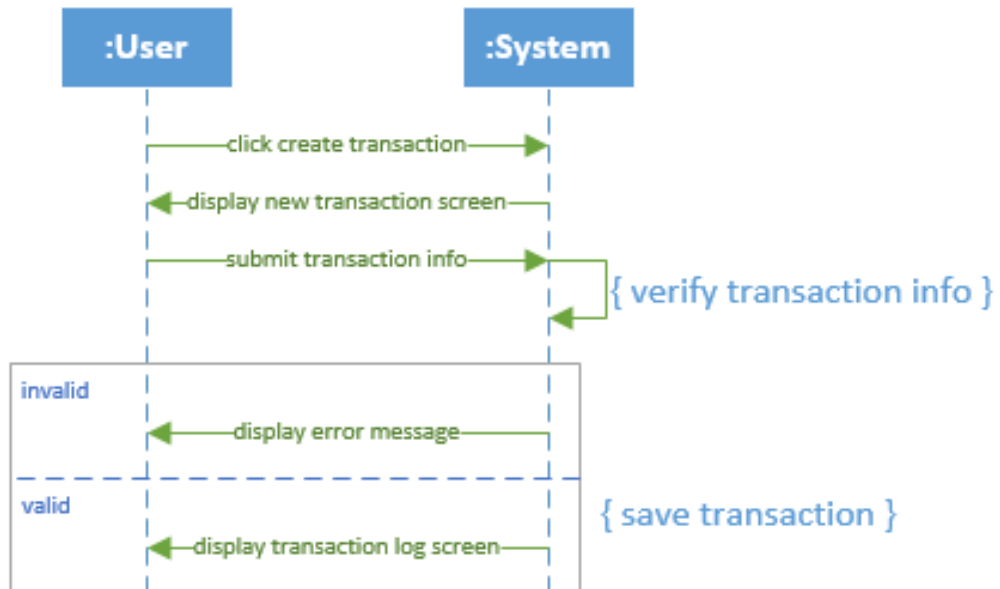 :User
:System
click create transaction
display new transaction screen
submit transaction info
{ verify transaction info }
invalid
display error message
valid
{ save transaction }
display transaction log screen